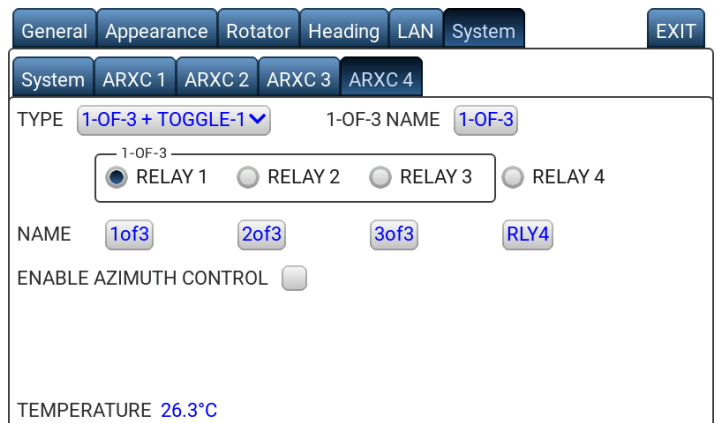 General Appearance Rotator Heading LAN System EXIT
System ARXC 1 ARXC 2 ARXC 3 ARXC 4
TYPE 1-OF-3 + TOGGLE-1 1-OF-3 NAME 1-OF-3
1-OF-3
RELAY 1 RELAY 2 RELAY 3 RELAY 4
NAME 1of3 2of3 3of3 RLY4
ENABLE AZIMUTH CONTROL
TEMPERATURE 26.3°C